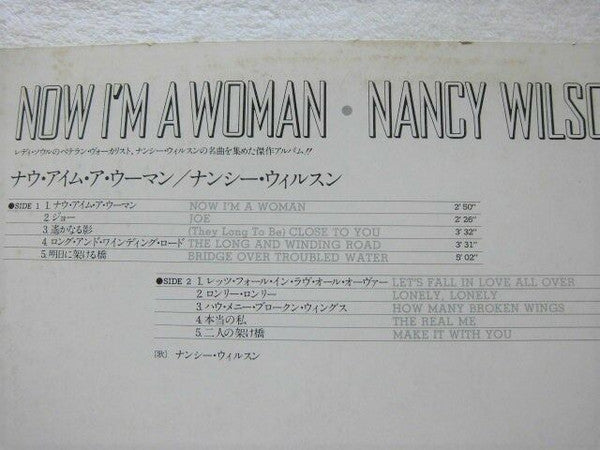 NOW I'M A WOMAN • NANCY WILSO
レディ・ソウルのベテラン・ヴォーカリスト、ナンシー・ウィルスンの名曲を集めた傑作アルバム!!
ナウ・アイム・ア・ウーマン/ナンシー・ウィルスン
●SIDE 1 1. ナウ・アイム・ア・ウーマン NOW I'M A WOMAN 2'50"
2. ジョー JOE 2'26"
3. 遙かなる影 (They Long To Be) CLOSE TO YOU 3'32"
4. ロング・アンド・ワインディング・ロード THE LONG AND WINDING ROAD 3'31"
5. 明日に架ける橋 BRIDGE OVER TROUBLED WATER 5'02"
●SIDE 2 1. レッツ・フォール・イン・ラヴ・オール・オーヴァー LET'S FALL IN LOVE ALL OVER
2. ロンリー・ロンリー LONELY, LONELY
3. ハウ・メニー・ブロークン・ウィングス HOW MANY BROKEN WINGS
4. 本当の私 THE REAL ME
5. 二人の架け橋 MAKE IT WITH YOU
〔歌〕 ナンシー・ウィルスン